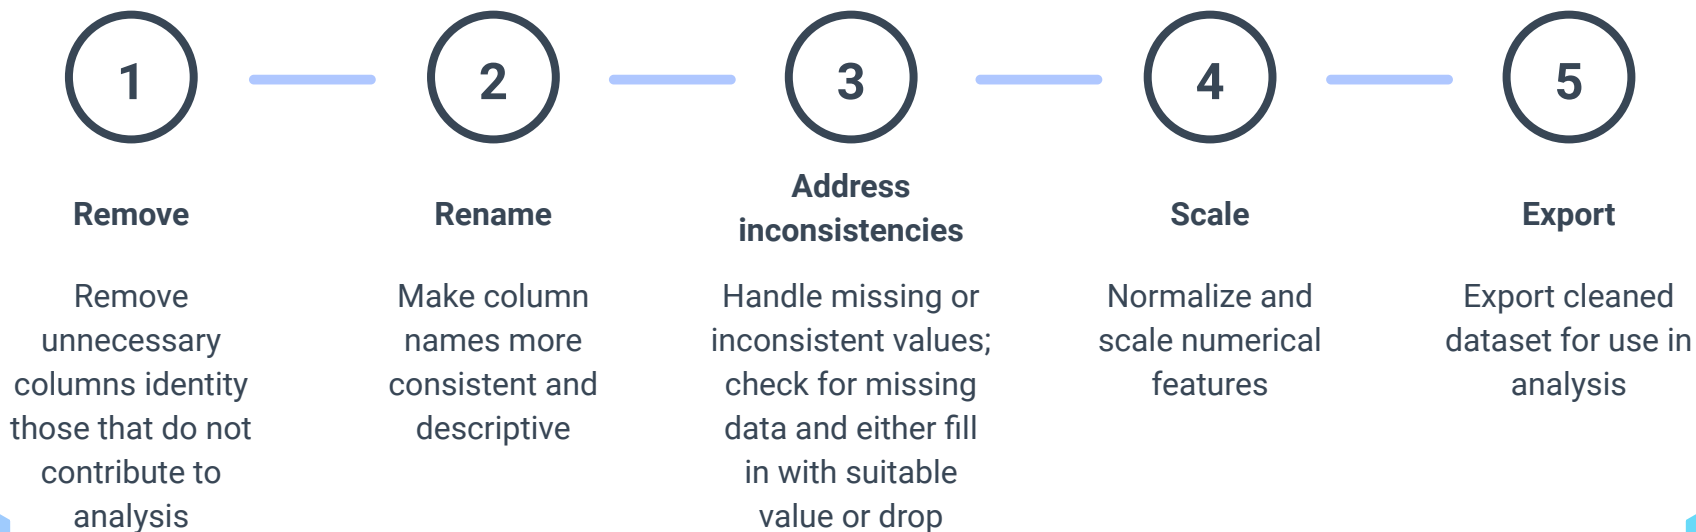 1
2
3
4
5
Remove
Remove
unnecessary
columns identity
those that do not
contribute to
analysis
Rename
Make column
names more
consistent and
descriptive
Address
inconsistencies
Handle missing or
inconsistent values;
check for missing
data and either fill
in with suitable
value or drop
Scale
Normalize and
scale numerical
features
Export
Export cleaned
dataset for use in
analysis